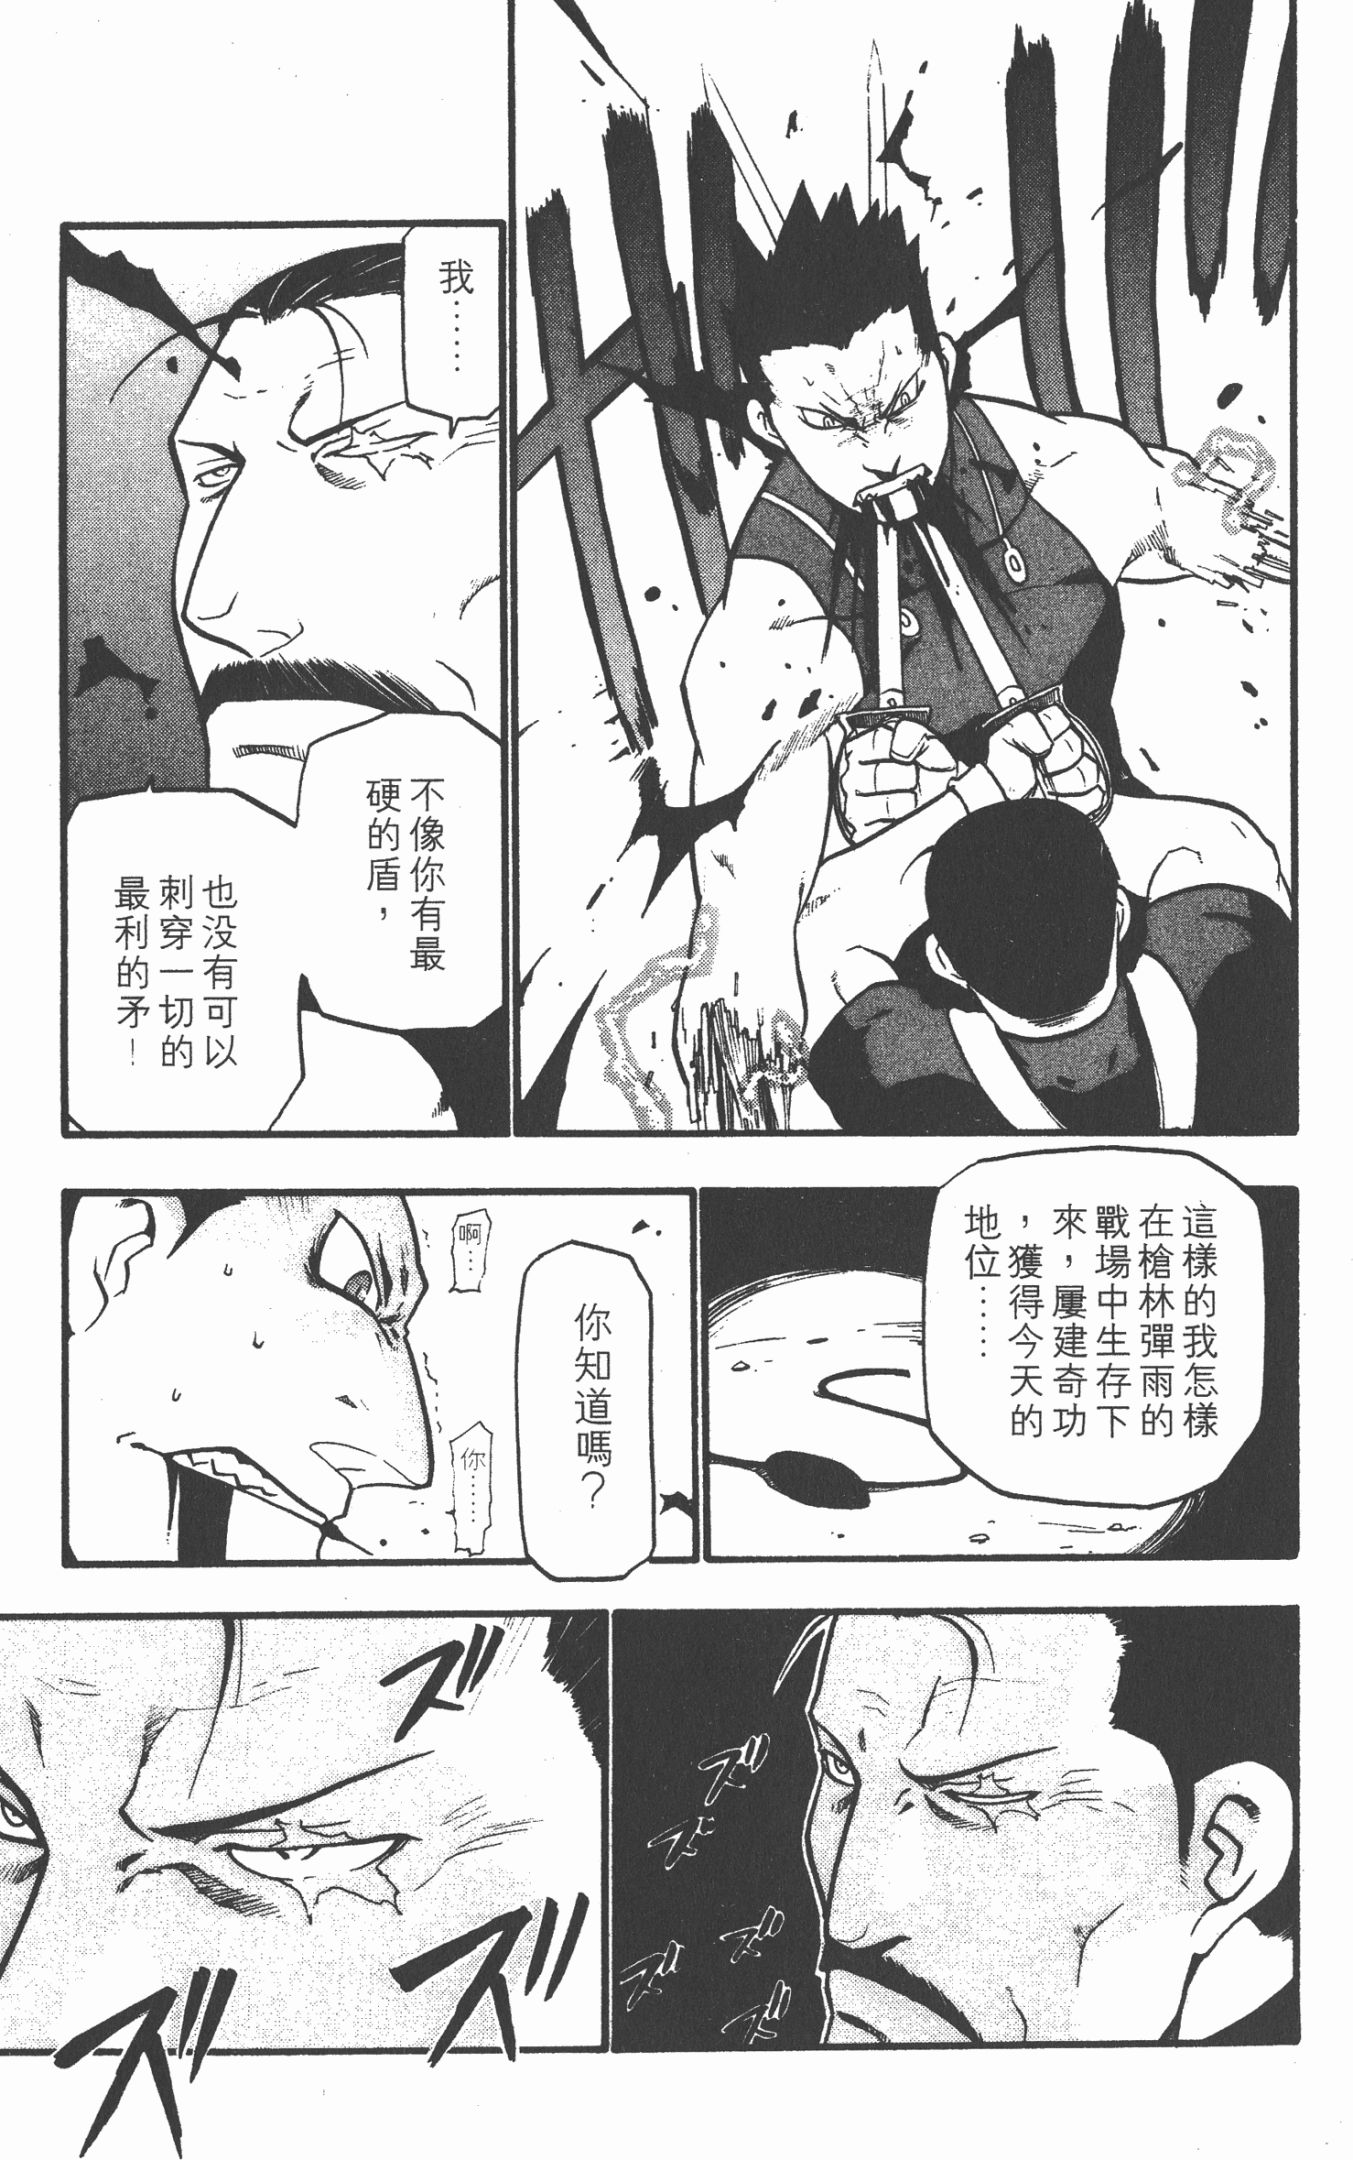 我……
不像你有最
硬的盾，
也没有可以
刺穿一切的
最利的矛！
這樣的我怎樣
在槍林彈雨的
戰場中生存下
來，屢建奇功
，獲得今天的
地位……
你知道嗎？
啊…
你……
ズ
ズ
ズ
ズ
ズ
ズ
ズ
ズ